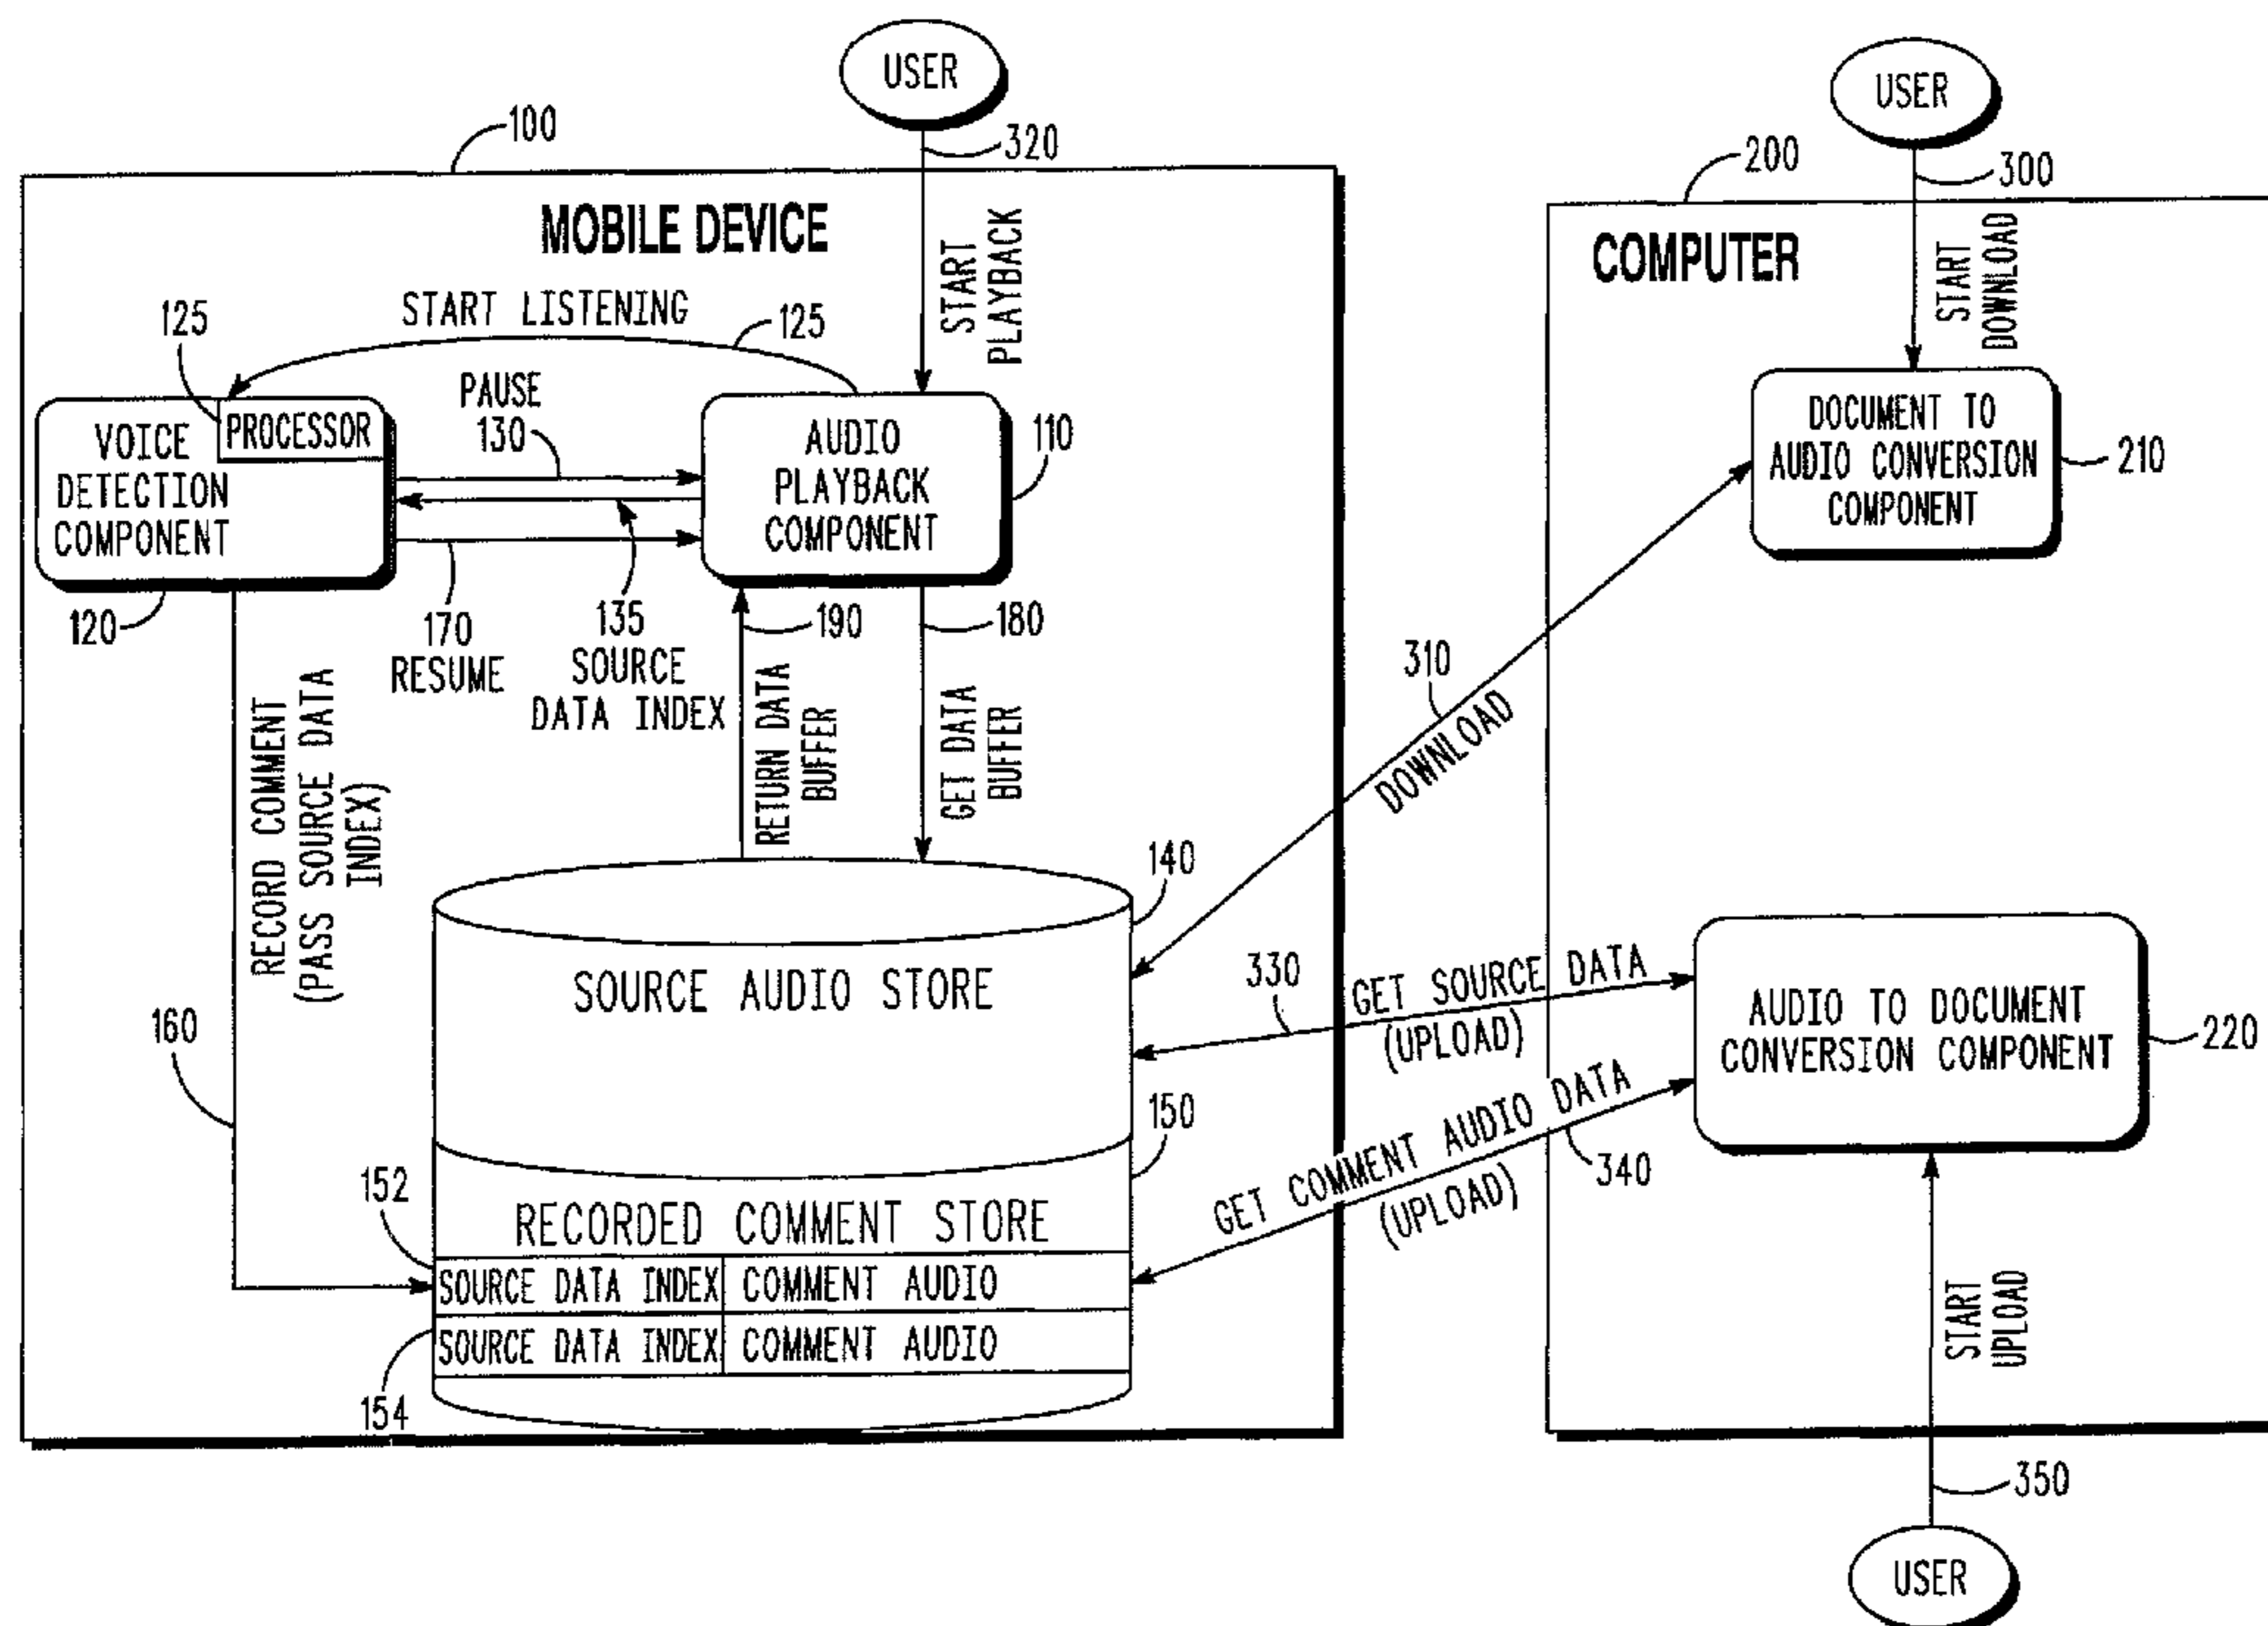 USER
320
USER
300
100
MOBILE DEVICE
START
PLAYBACK
200
COMPUTER
START
DOWNLOAD
START LISTENING
125
125
PROCESSOR
VOICE
DETECTION
COMPONENT
120
PAUSE
130
AUDIO
PLAYBACK
COMPONENT
110
DOCUMENT TO
AUDIO CONVERSION
COMPONENT
210
170
RESUME
135
SOURCE
DATA INDEX
190
180
RETURN DATA
BUFFER
GET DATA
BUFFER
310
DOWNLOAD
RECORD COMMENT
(PASS SOURCE DATA
INDEX)
160
140
SOURCE AUDIO STORE
330
GET SOURCE DATA
(UPLOAD)
AUDIO TO DOCUMENT
CONVERSION COMPONENT
220
150
GET COMMENT AUDIO DATA
(UPLOAD)
340
152
RECORDED COMMENT STORE
SOURCE DATA INDEX COMMENT AUDIO
SOURCE DATA INDEX COMMENT AUDIO
154
START
UPLOAD
350
USER